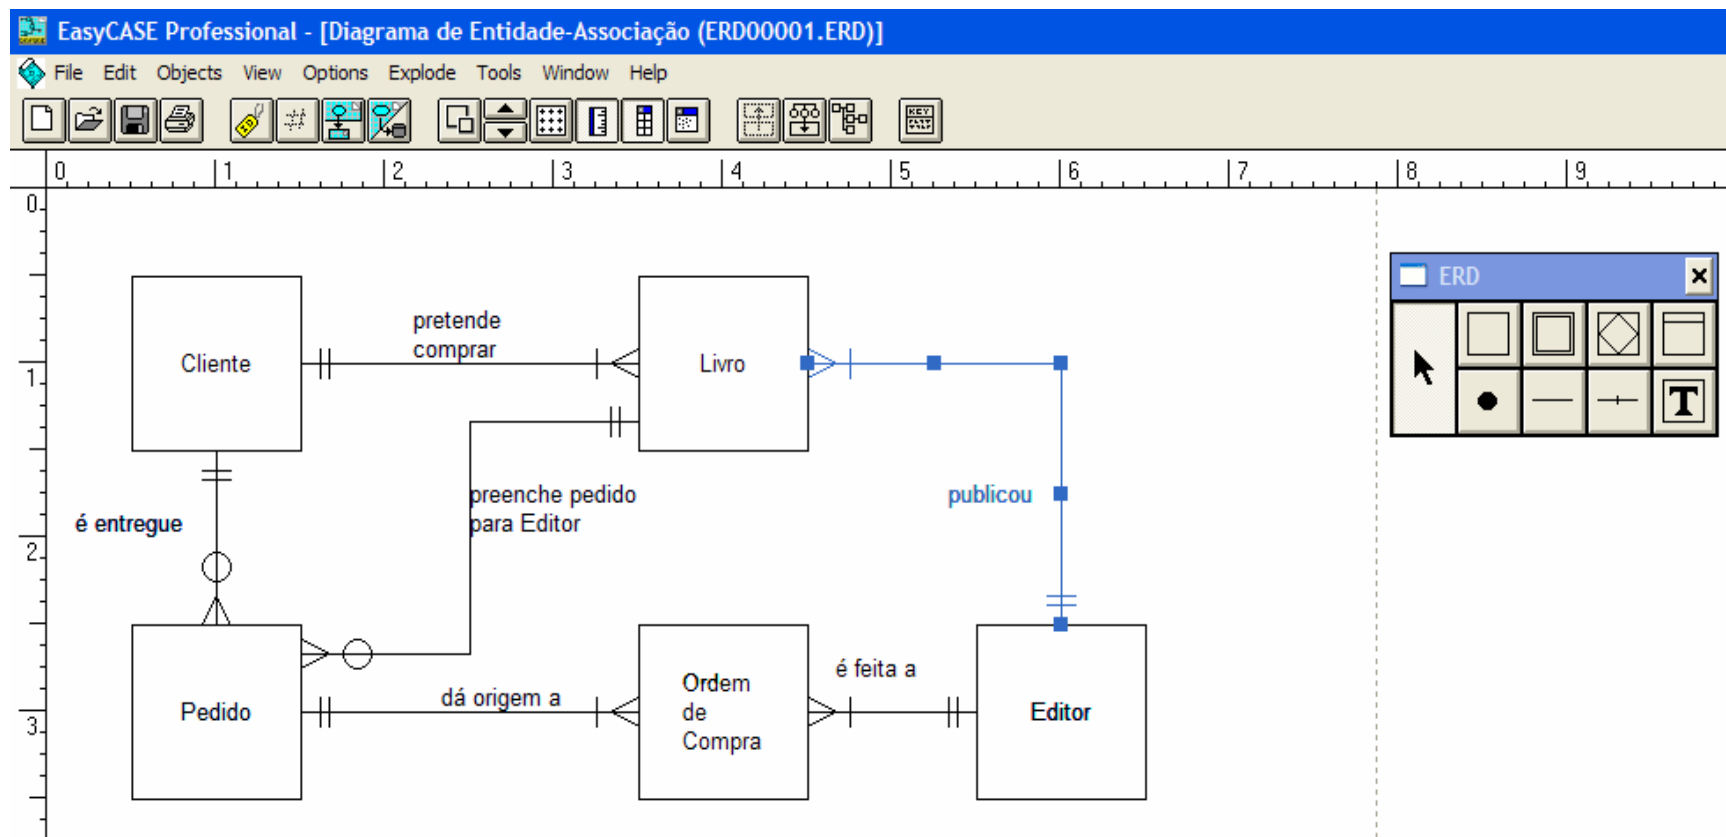 EasyCASE Professional - [Diagrama de Entidade-Associação (ERD00001.ERD)]
File Edit Objects View Options Explode Tools Window Help
KEY
0 1 2 3 4 5 6 7 8 9
0
1
2
3
ERD
T
Cliente
pretende
comprar
Livro
é entregue
preenche pedido
para Editor
publicou
Pedido
dá origem a
Ordem
de
Compra
é feita a
Editor